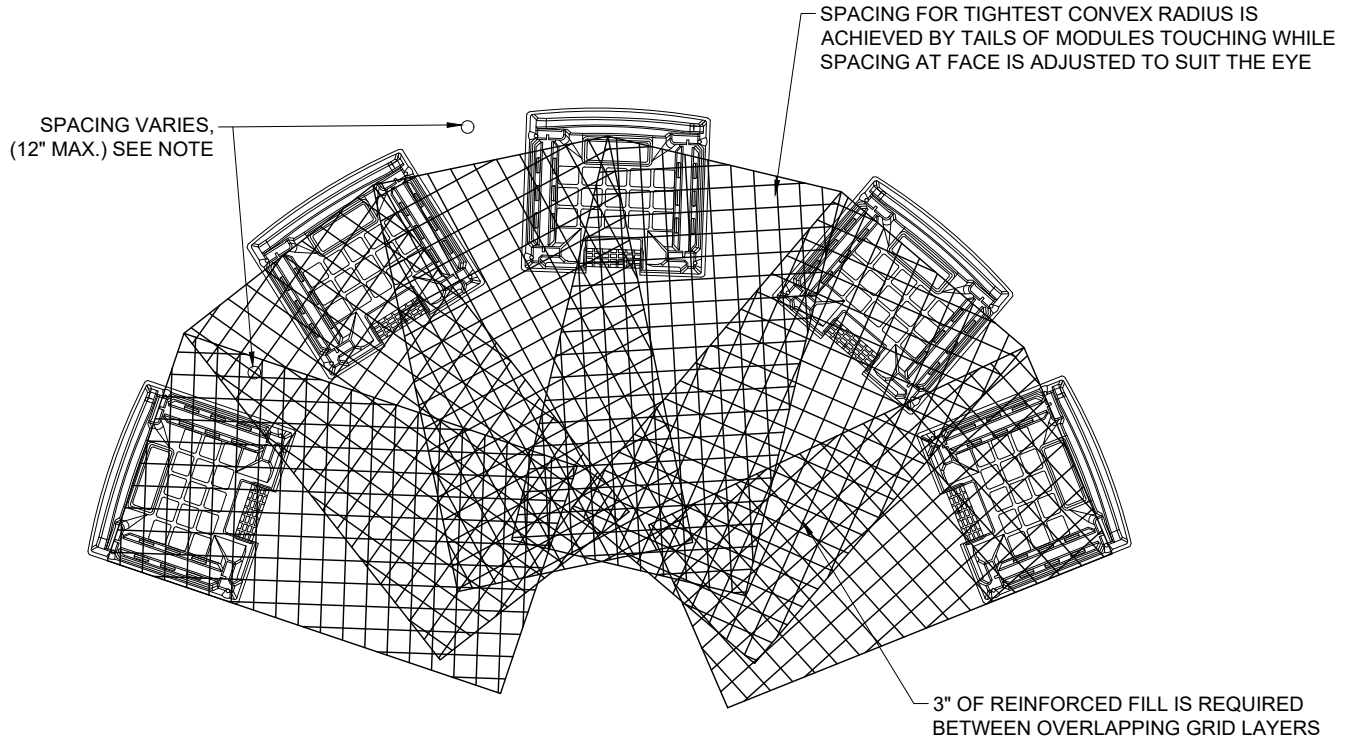 SPACING FOR TIGHTEST CONVEX RADIUS IS
ACHIEVED BY TAILS OF MODULES TOUCHING WHILE
SPACING AT FACE IS ADJUSTED TO SUIT THE EYE
SPACING VARIES,
(12" MAX.) SEE NOTE
3" OF REINFORCED FILL IS REQUIRED
BETWEEN OVERLAPPING GRID LAYERS